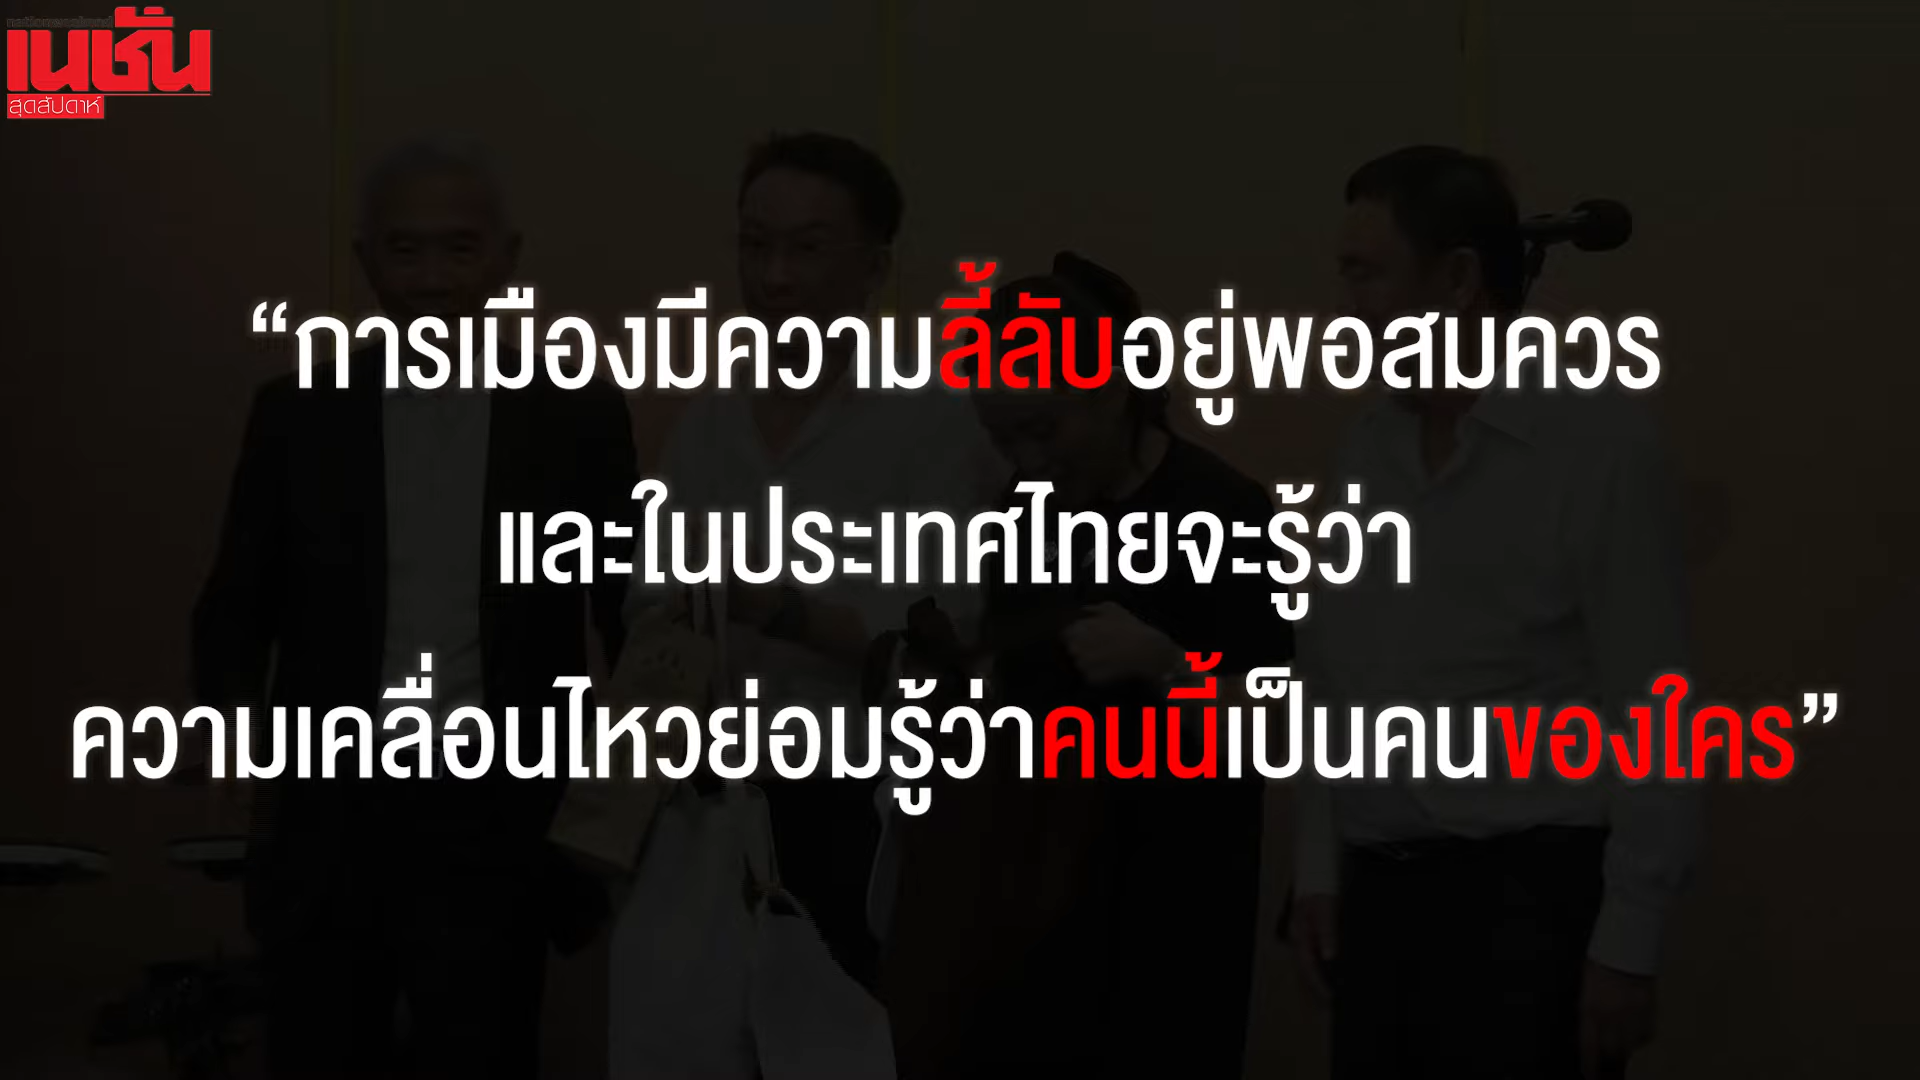 nationweekend
เนชั่น
สุดสัปดาห์
“การเมืองมีความลี้ลับอยู่พอสมควร
และในประเทศไทยจะรู้ว่า
ความเคลื่อนไหวย่อมรู้ว่าคนนี้เป็นคนของใคร”